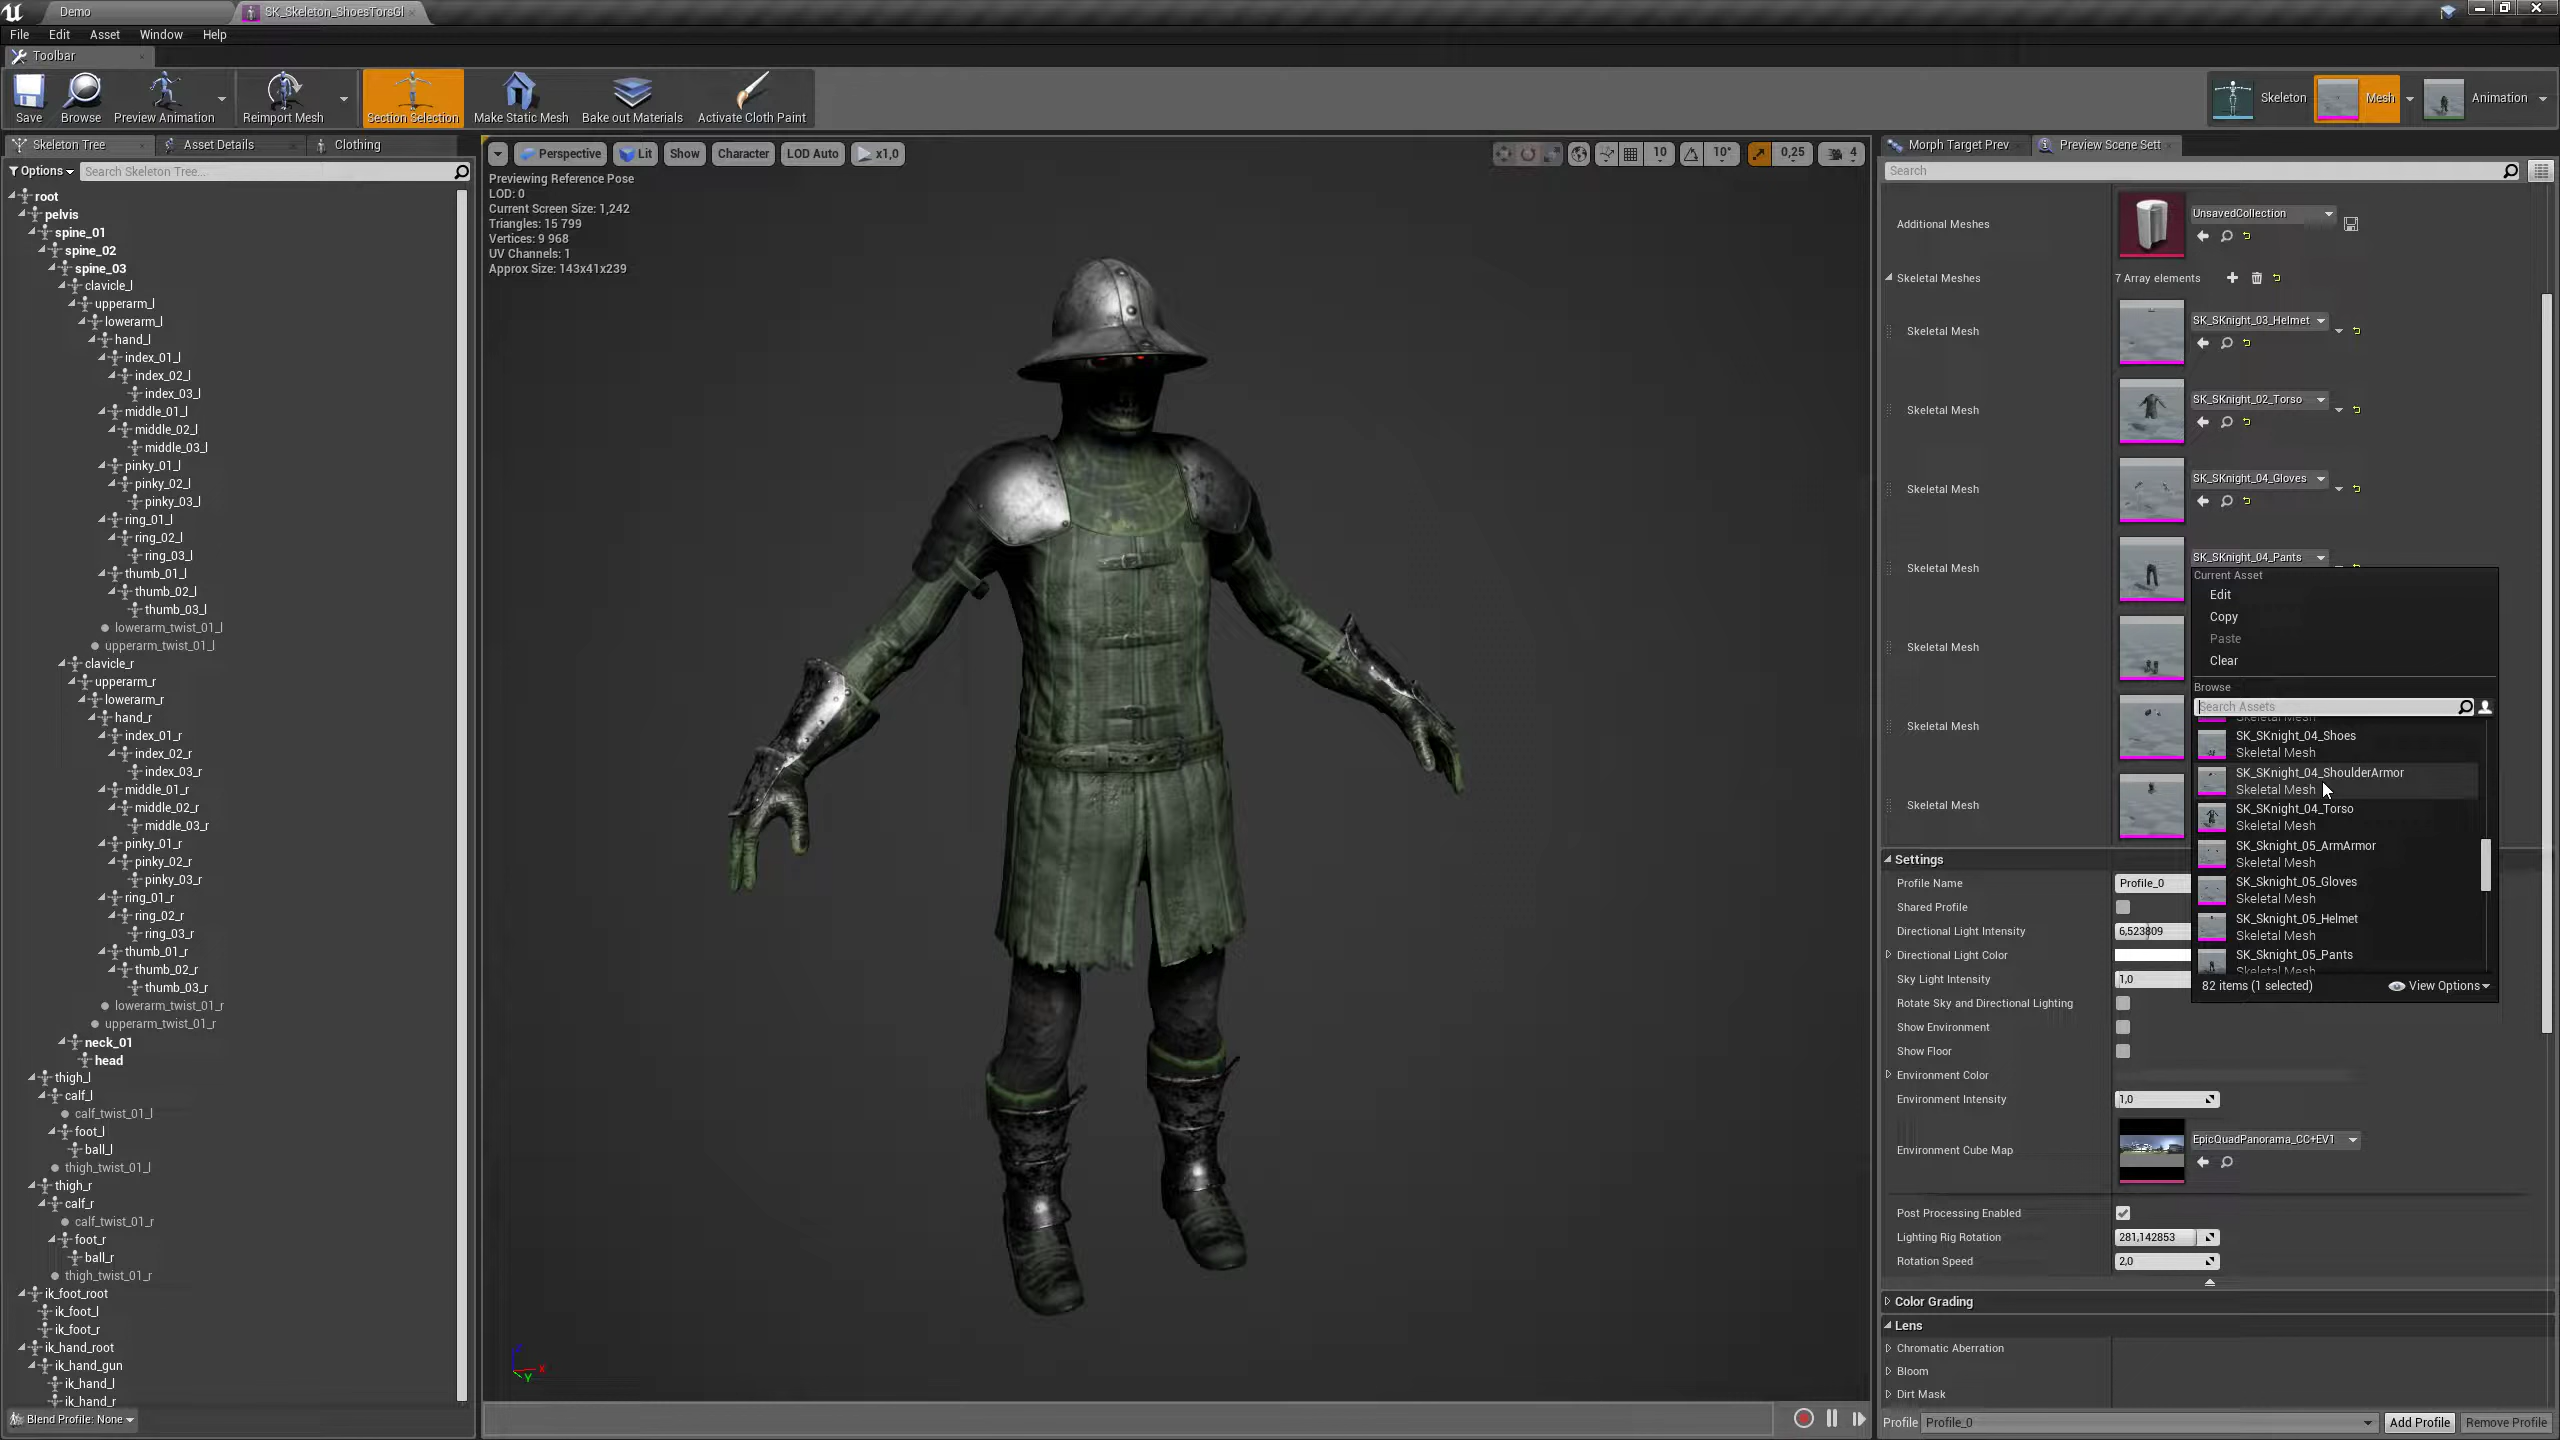 Demo
SK_Skeleton_ShoesTorsGl
File Edit Asset Window Help
Toolbar
Save Browse Preview Animation Reimport Mesh Section Selection Make Static Mesh Bake out Materials Activate Cloth Paint
Skeleton Mesh Animation
Skeleton Tree Asset Details Clothing
Options Search Skeleton Tree...
root
pelvis
spine_01
spine_02
spine_03
clavicle_l
upperarm_l
lowerarm_l
hand_l
index_01_l
index_02_l
index_03_l
middle_01_l
middle_02_l
middle_03_l
pinky_01_l
pinky_02_l
pinky_03_l
ring_01_l
ring_02_l
ring_03_l
thumb_01_l
thumb_02_l
thumb_03_l
lowerarm_twist_01_l
upperarm_twist_01_l
clavicle_r
upperarm_r
lowerarm_r
hand_r
index_01_r
index_02_r
index_03_r
middle_01_r
middle_02_r
middle_03_r
pinky_01_r
pinky_02_r
pinky_03_r
ring_01_r
ring_02_r
ring_03_r
thumb_01_r
thumb_02_r
thumb_03_r
lowerarm_twist_01_r
upperarm_twist_01_r
neck_01
head
thigh_l
calf_l
calf_twist_01_l
foot_l
ball_l
thigh_twist_01_l
thigh_r
calf_r
calf_twist_01_r
foot_r
ball_r
thigh_twist_01_r
ik_foot_root
ik_foot_l
ik_foot_r
ik_hand_root
ik_hand_gun
ik_hand_l
ik_hand_r
Blend Profile: None
Perspective Lit Show Character LOD Auto x1,0
10 10° 0,25 4
Previewing Reference Pose
LOD: 0
Current Screen Size: 1,242
Triangles: 15 799
Vertices: 9 968
UV Channels: 1
Approx Size: 143x41x239
X
Y
Morph Target Prev Preview Scene Sett
Search
Additional Meshes UnsavedCollection
Skeletal Meshes 7 Array elements
Skeletal Mesh SK_SKnight_03_Helmet
Skeletal Mesh SK_SKnight_02_Torso
Skeletal Mesh SK_SKnight_04_Gloves
Skeletal Mesh SK_SKnight_04_Pants
Skeletal Mesh
Skeletal Mesh
Skeletal Mesh
Current Asset
Edit
Copy
Paste
Clear
Browse
Search Assets
Skeletal Mesh
SK_SKnight_04_Shoes
Skeletal Mesh
SK_SKnight_04_ShoulderArmor
Skeletal Mesh
SK_SKnight_04_Torso
Skeletal Mesh
SK_Sknight_05_ArmArmor
Skeletal Mesh
SK_Sknight_05_Gloves
Skeletal Mesh
SK_Sknight_05_Helmet
Skeletal Mesh
SK_Sknight_05_Pants
Skeletal Mesh
82 items (1 selected) View Options
Settings
Profile Name Profile_0
Shared Profile
Directional Light Intensity 6,523809
Directional Light Color
Sky Light Intensity 1,0
Rotate Sky and Directional Lighting
Show Environment
Show Floor
Environment Color
Environment Intensity 1,0
Environment Cube Map EpicQuadPanorama_CC+EV1
Post Processing Enabled
Lighting Rig Rotation 281,142853
Rotation Speed 2,0
Color Grading
Lens
Chromatic Aberration
Bloom
Dirt Mask
Profile Profile_0 Add Profile Remove Profile